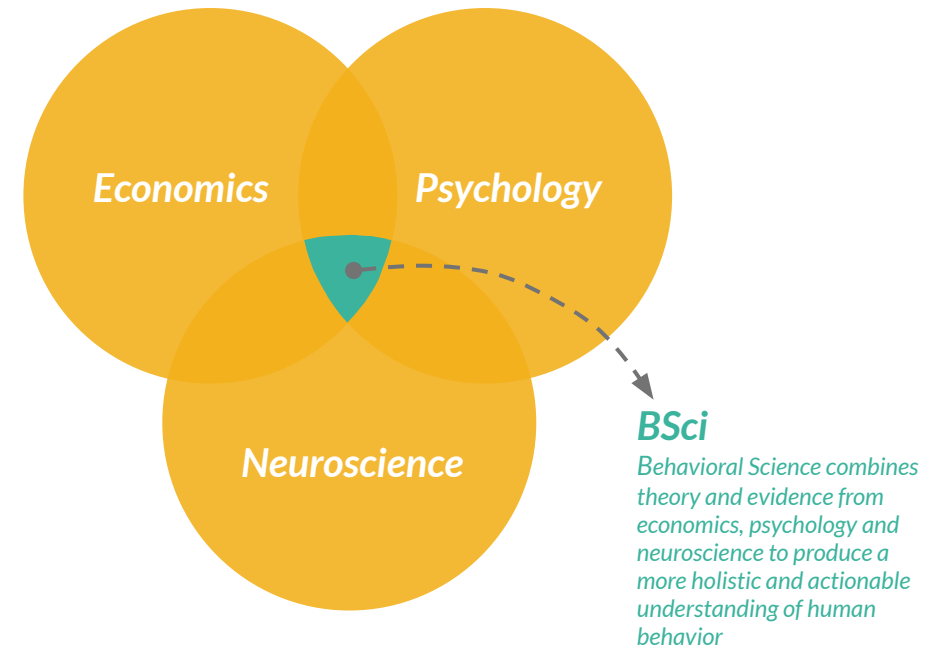 Economics
Psychology
Neuroscience
BSci
Behavioral Science combines
theory and evidence from
economics, psychology and
neuroscience to produce a
more holistic and actionable
understanding of human
behavior